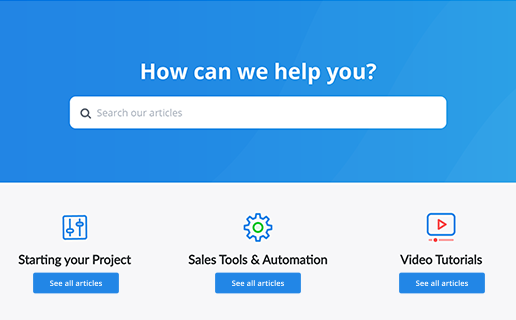 How can we help you?
Search our articles
Starting your Project
Sales Tools & Automation
Video Tutorials
See all articles
See all articles
See all articles